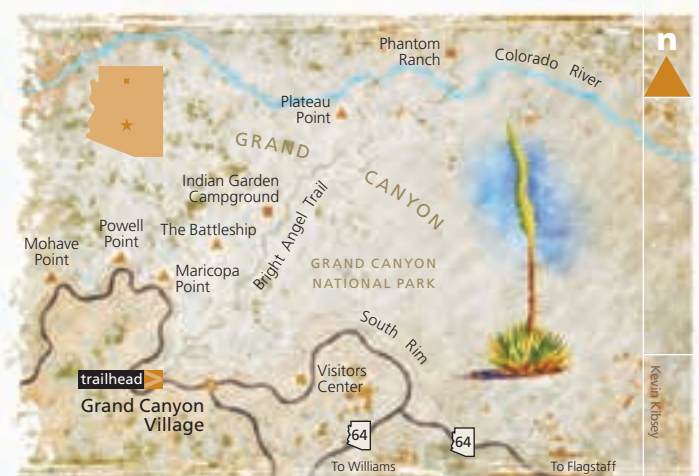 Phantom
Ranch
Colorado River
n
Plateau
Point
GRAND
CANYON
Indian Garden
Campground
Bright Angel Trail
Powell
Point
The Battleship
Mohave
Point
Maricopa
Point
GRAND CANYON
NATIONAL PARK
South Rim
trailhead
Visitors
Center
Grand Canyon
Village
64
64
To Williams
To Flagstaff
Kevin Kibsey